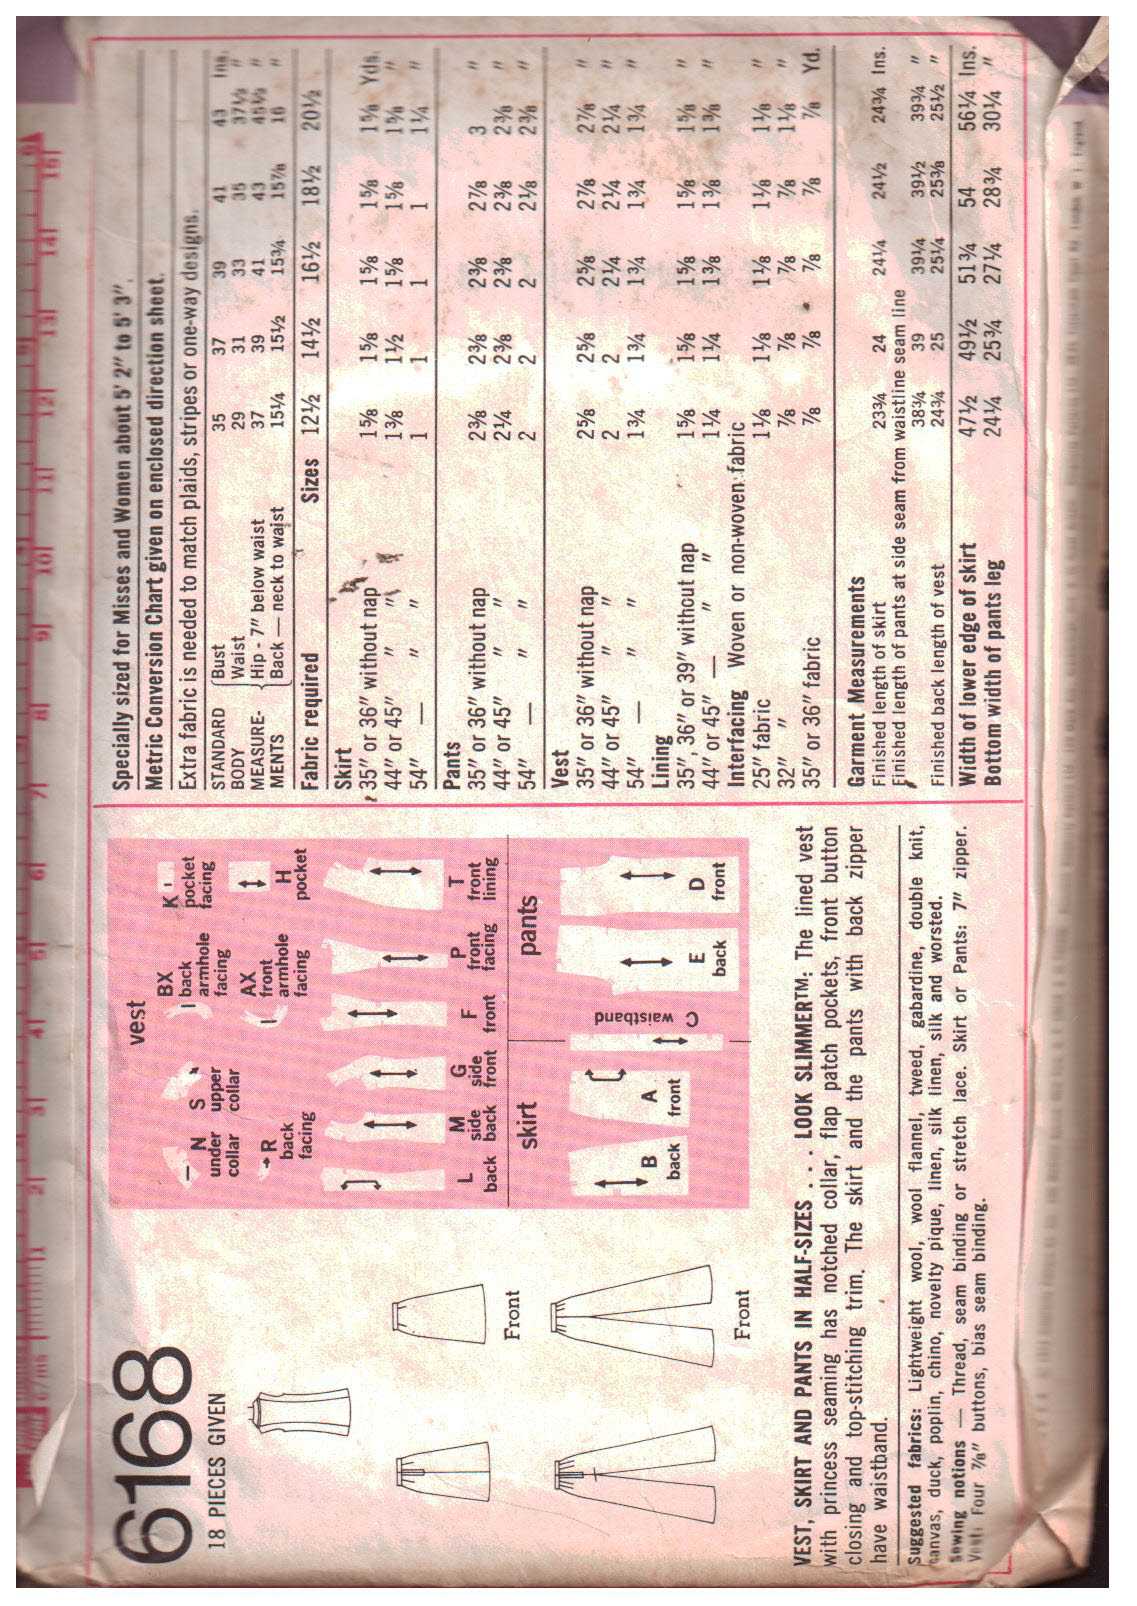 6168
18 PIECES GIVEN
Front
Front
vest
N
under
collar
S
upper
collar
R
back
facing
BX
back
armhole
facing
AX
front
armhole
facing
K
pocket
facing
H
pocket
L
back
M
side
back
G
side
front
F
front
P
front
facing
T
front
lining
skirt
B
back
A
front
C waistband
pants
E
back
D
front
VEST, SKIRT AND PANTS IN HALF-SIZES . . . LOOK SLIMMER™: The lined vest
with princess seaming has notched collar, flap patch pockets, front button
closing and top-stitching trim. The skirt and the pants with back zipper
have waistband.
Suggested fabrics: Lightweight wool, wool flannel, tweed, gabardine, double knit,
canvas, duck, poplin, chino, novelty pique, linen, silk linen, silk and worsted.
Sewing notions — Thread, seam binding or stretch lace. Skirt or Pants: 7" zipper.
Vest: Four 7/8" buttons, bias seam binding.
Specially sized for Misses and Women about 5' 2" to 5' 3".
Metric Conversion Chart given on enclosed direction sheet.
Extra fabric is needed to match plaids, stripes or one-way designs.
STANDARD Bust 35 37 39 41 43 Ins.
BODY Waist 29 31 33 35 37½ "
MEASURE- Hip - 7" below waist 37 39 41 43 45½ "
MENTS Back — neck to waist 15¼ 15½ 15¾ 15⅞ 16 "
Fabric required Sizes 12½ 14½ 16½ 18½ 20½
Skirt
35" or 36" without nap 1⅝ 1⅝ 1⅝ 1⅝ 1⅝ Yds.
44" or 45" " " 1⅜ 1½ 1⅝ 1⅝ 1⅝ "
54" — " " 1 1 1 1 1¼ "
Pants
35" or 36" without nap 2⅜ 2⅜ 2⅜ 2⅞ 3 "
44" or 45" " " 2¼ 2⅜ 2⅜ 2⅜ 2⅜ "
54" — " " 2 2 2 2⅛ 2⅜ "
Vest
35" or 36" without nap 2⅝ 2⅝ 2⅝ 2⅞ 2⅞ "
44" or 45" " " 2 2 2¼ 2¼ 2¼ "
54" — " " 1¾ 1¾ 1¾ 1¾ 1¾ "
Lining
35", 36" or 39" without nap 1⅝ 1⅝ 1⅝ 1⅝ 1⅝ "
44" or 45" — " " 1¼ 1¼ 1⅜ 1⅜ 1⅜ "
Interfacing Woven or non-woven fabric
25" fabric 1⅛ 1⅛ 1⅛ 1⅛ 1⅛ "
32" " ⅞ ⅞ ⅞ ⅞ 1⅛ "
35" or 36" fabric ⅞ ⅞ ⅞ ⅞ ⅞ Yd.
Garment Measurements
Finished length of skirt 23¾ 24 24¼ 24½ 24¾ Ins.
Finished length of pants at side seam from waistline seam line
38¾ 39 39¼ 39½ 39¾ "
Finished back length of vest 24¾ 25 25¼ 25⅜ 25½ "
Width of lower edge of skirt 47½ 49½ 51¾ 54 56¼ Ins.
Bottom width of pants leg 24¼ 25¾ 27¼ 28¾ 30¼ "
1 2 3 4 5 6 7 8 9 10 11 12 13 14 15